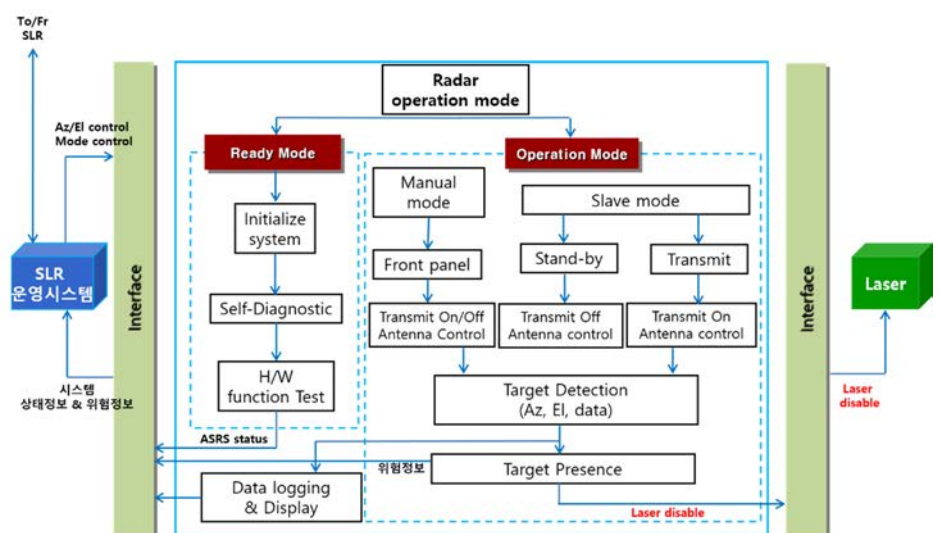 To/Fr
SLR
Radar
operation mode
Az/El control
Mode control
Ready Mode
Operation Mode
Manual
mode
Slave mode
Initialize
system
Front panel
Stand-by
Transmit
SLR
운영시스템
Interface
Interface
Laser
Self-Diagnostic
Transmit On/Off
Antenna Control
Transmit Off
Antenna control
Transmit On
Antenna control
H/W
function Test
Target Detection
(Az, El, data)
시스템
상태정보 & 위험정보
Laser
disable
ASRS status
위험정보
Target Presence
Data logging
& Display
Laser disable